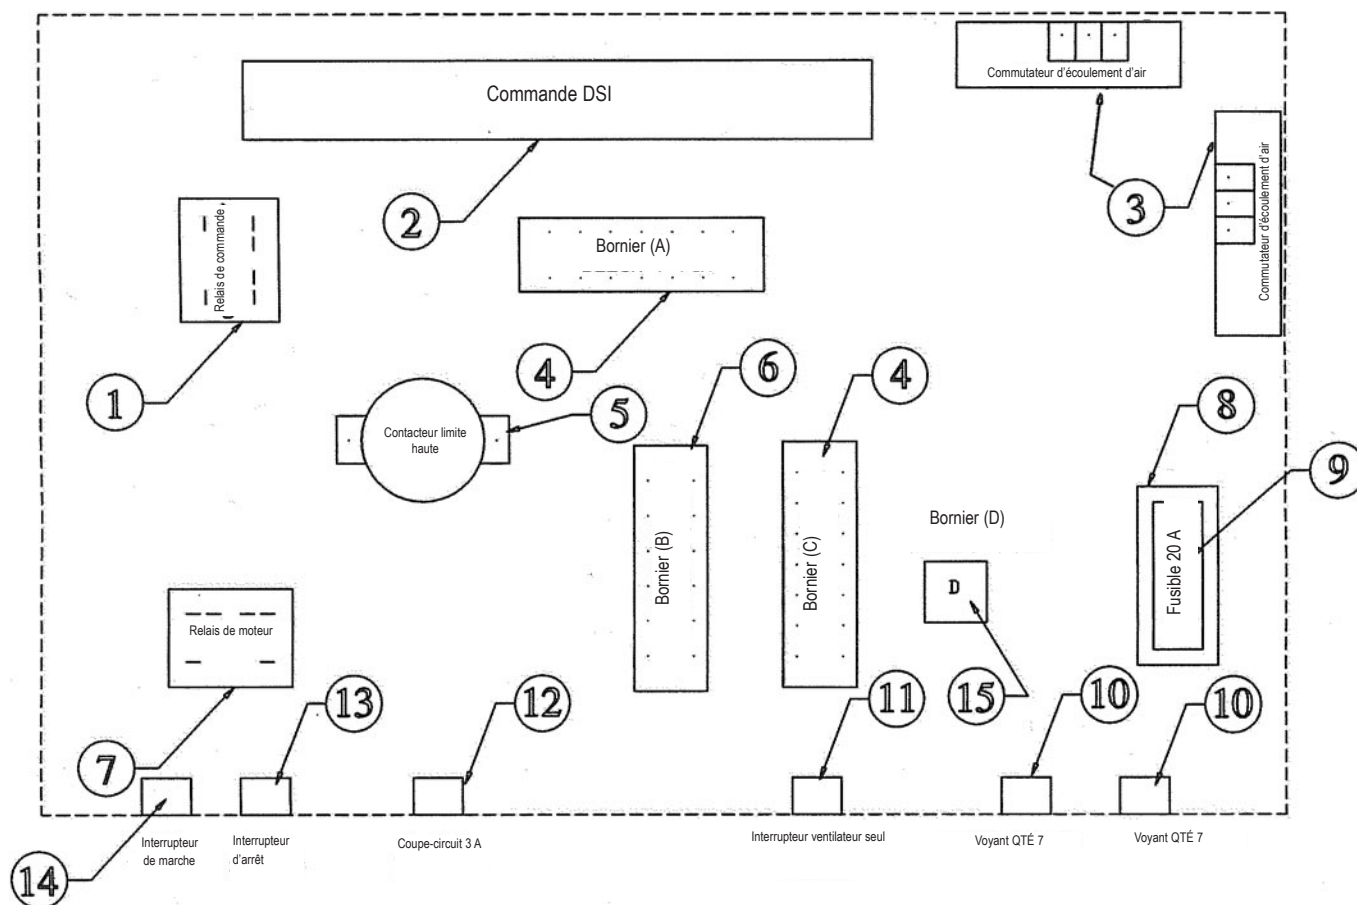 Commutateur d'écoulement d'air
Commande DSI
Commutateur d'écoulement d'air
2
3
Relais de commande
Bornier (A)
1
4
6
4
5
8
Contacteur limite
haute
9
Bornier (B)
Bornier (C)
Bornier (D)
D
Fusible 20 A
Relais de moteur
13
12
11
15
10
10
7
14
Interrupteur
de marche
Interrupteur
d'arrêt
Coupe-circuit 3 A
Interrupteur ventilateur seul
Voyant QTÉ 7
Voyant QTÉ 7